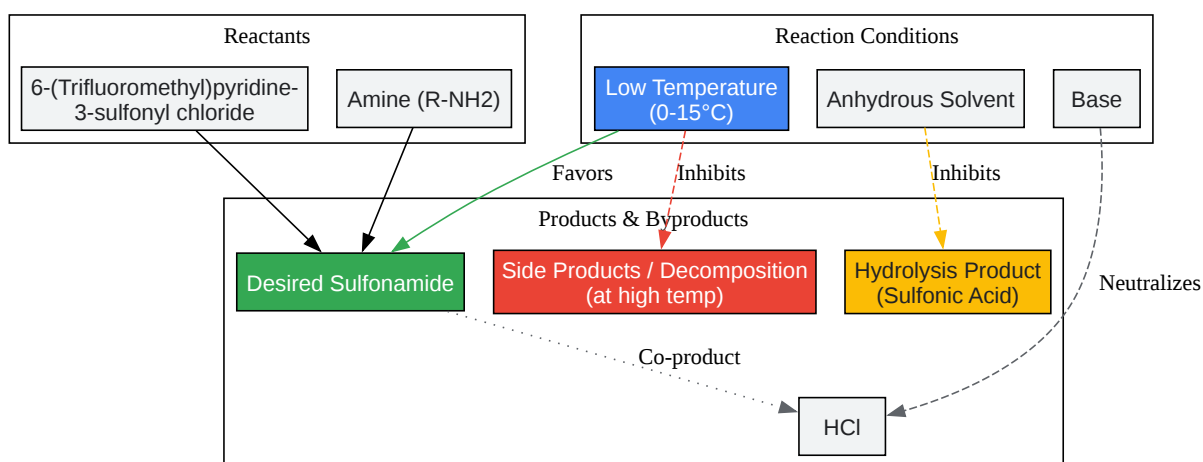 Reactants
Reaction Conditions
6-(Trifluoromethyl)pyridine-
3-sulfonyl chloride
Amine (R-NH2)
Low Temperature
(0-15°C)
Anhydrous Solvent
Base
Favors
Inhibits
Inhibits
Products & Byproducts
Desired Sulfonamide
Side Products / Decomposition
(at high temp)
Hydrolysis Product
(Sulfonic Acid)
Neutralizes
Co-product
HCl